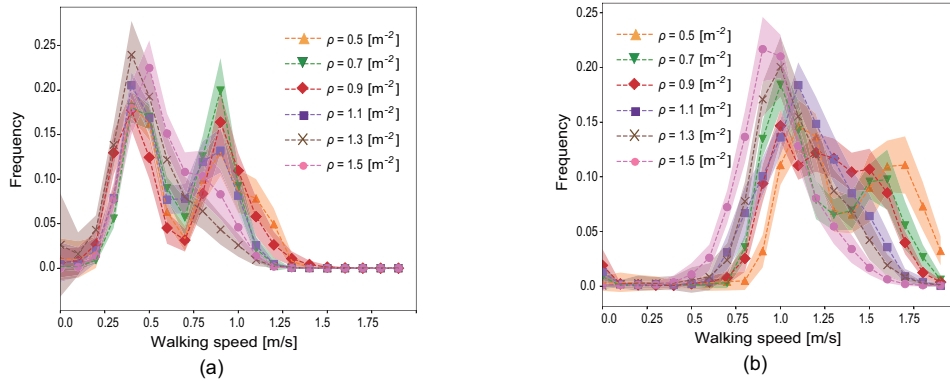 0.25
0.20
0.15
0.10
0.05
0.0
Frequency
ρ = 0.5 [m⁻²]
ρ = 0.7 [m⁻²]
ρ = 0.9 [m⁻²]
ρ = 1.1 [m⁻²]
ρ = 1.3 [m⁻²]
ρ = 1.5 [m⁻²]
0.0 0.25 0.5 0.75 1.0 1.25 1.5 1.75
Walking speed [m/s]
(a)
0.25
0.20
0.15
0.10
0.05
0.00
Frequency
ρ = 0.5 [m⁻²]
ρ = 0.7 [m⁻²]
ρ = 0.9 [m⁻²]
ρ = 1.1 [m⁻²]
ρ = 1.3 [m⁻²]
ρ = 1.5 [m⁻²]
0.0 0.25 0.5 0.75 1.0 1.25 1.5 1.75
Walking speed [m/s]
(b)